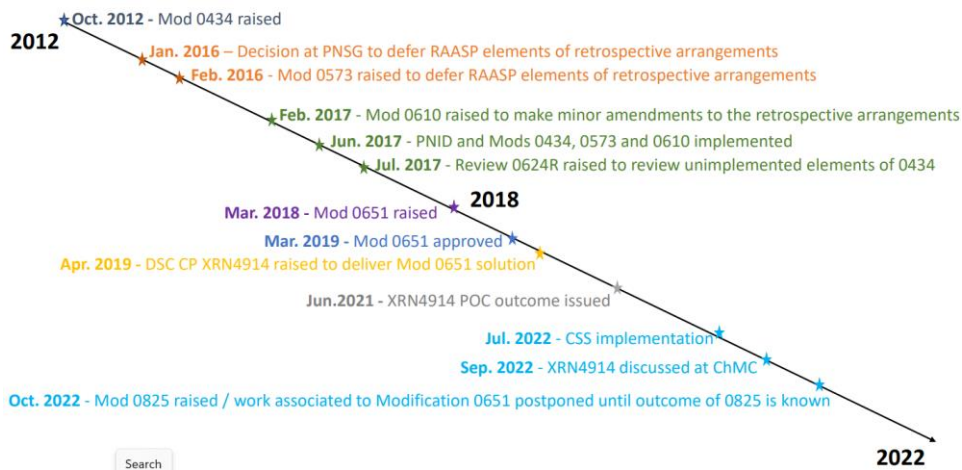 Oct. 2012 - Mod 0434 raised
2012
Jan. 2016 – Decision at PNSG to defer RAASP elements of retrospective arrangements
Feb. 2016 - Mod 0573 raised to defer RAASP elements of retrospective arrangements
Feb. 2017 - Mod 0610 raised to make minor amendments to the retrospective arrangements
Jun. 2017 - PNID and Mods 0434, 0573 and 0610 implemented
Jul. 2017 - Review 0624R raised to review unimplemented elements of 0434
2018
Mar. 2018 - Mod 0651 raised
Mar. 2019 - Mod 0651 approved
Apr. 2019 - DSC CP XRN4914 raised to deliver Mod 0651 solution
Jun.2021 - XRN4914 POC outcome issued
Jul. 2022 - CSS implementation
Sep. 2022 - XRN4914 discussed at ChMC
Oct. 2022 - Mod 0825 raised / work associated to Modification 0651 postponed until outcome of 0825 is known
2022
Search